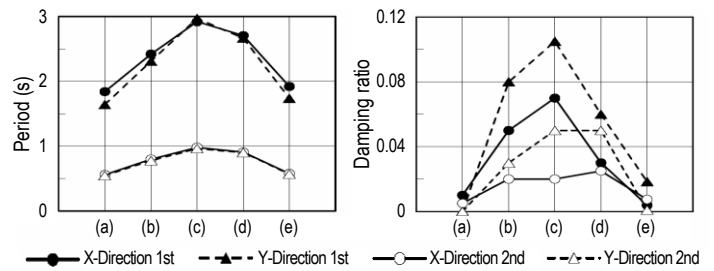 3
2
1
0
Period (s)
(a) (b) (c) (d) (e)
0.12
0.08
0.04
0
Damping ratio
(a) (b) (c) (d) (e)
X-Direction 1st Y-Direction 1st X-Direction 2nd Y-Direction 2nd